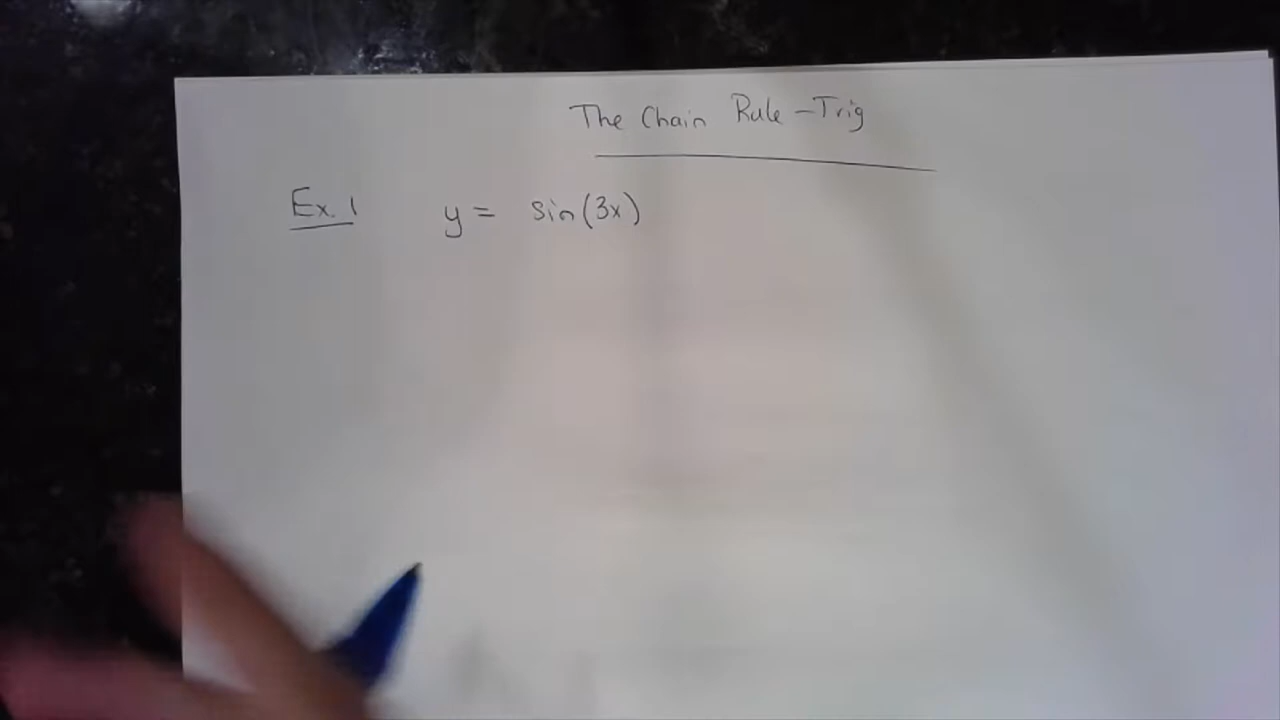 The Chain Rule - Trig
Ex. 1 y = sin(3x)